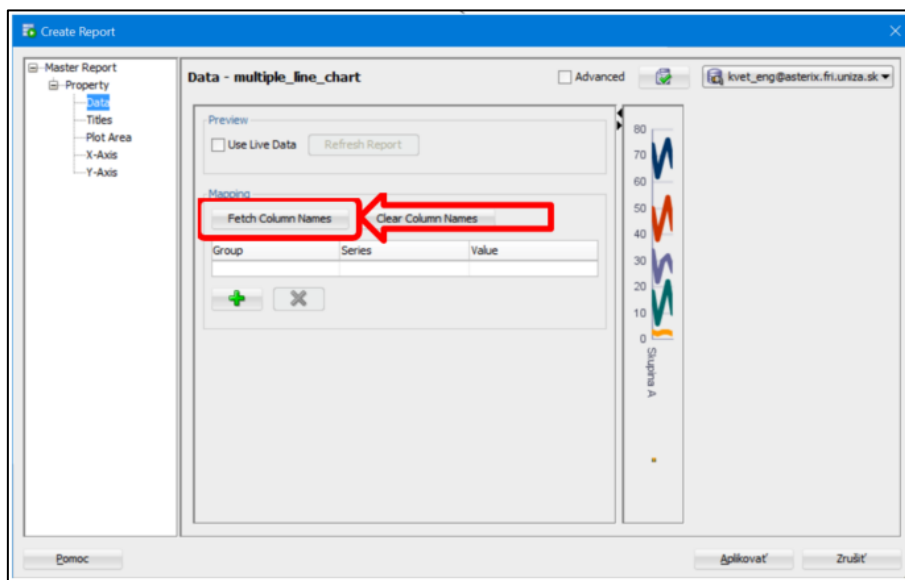 Create Report
Master Report
Property
Data
Titles
Plot Area
X-Axis
Y-Axis
Data - multiple_line_chart
Advanced
kvet_eng@asterix.fri.uniza.sk
Preview
Use Live Data
Refresh Report
Mapping
Fetch Column Names
Clear Column Names
Group Series Value
80
70
60
50
40
30
20
10
0
Skupina A
Pomoc
Aplikovať
Zrušiť